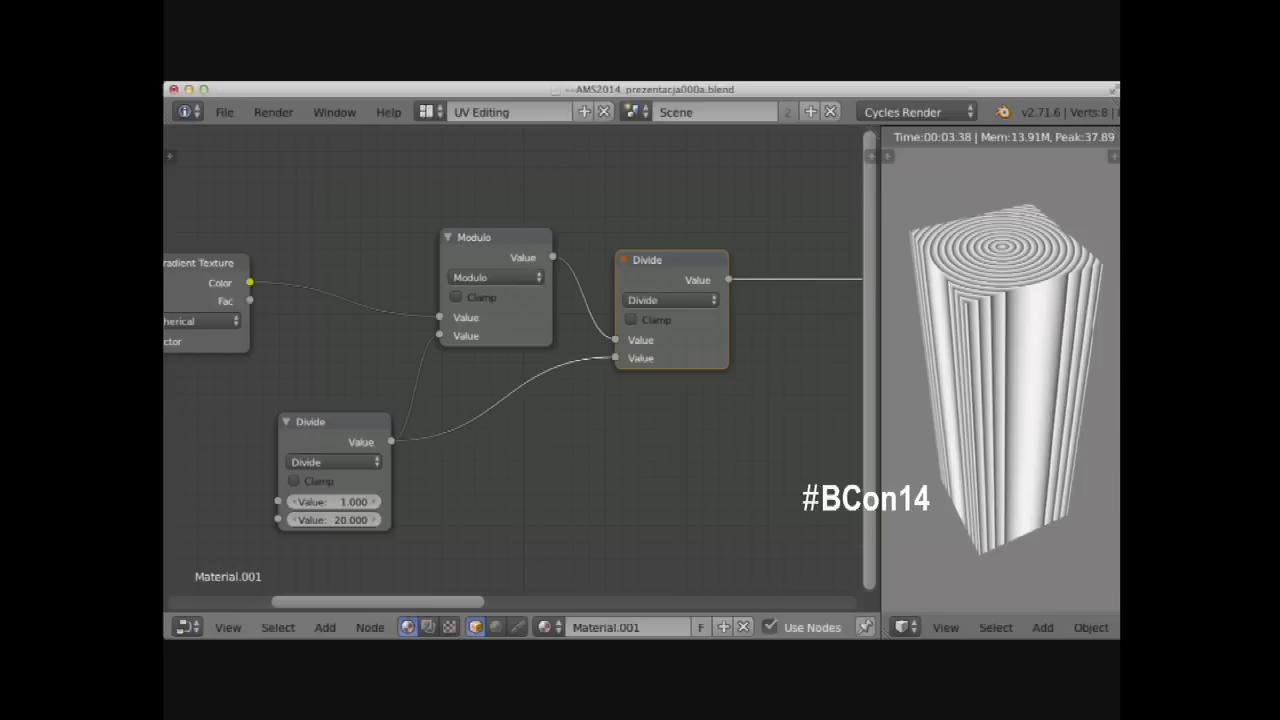 --AMS2014_prezentacja000a.blend
File Render Window Help UV Editing Scene 2 Cycles Render v2.71.6 | Verts:8 |
Time:00:03.38 | Mem:13.91M, Peak:37.89
Modulo
Value
Modulo
Clamp
Value
Value
Divide
Value
Divide
Clamp
Value
Value
radient Texture
Color
Fac
herical
ctor
Divide
Value
Divide
Clamp
Value: 1.000
Value: 20.000
#BCon14
Material.001
View Select Add Node Material.001 F Use Nodes View Select Add Object